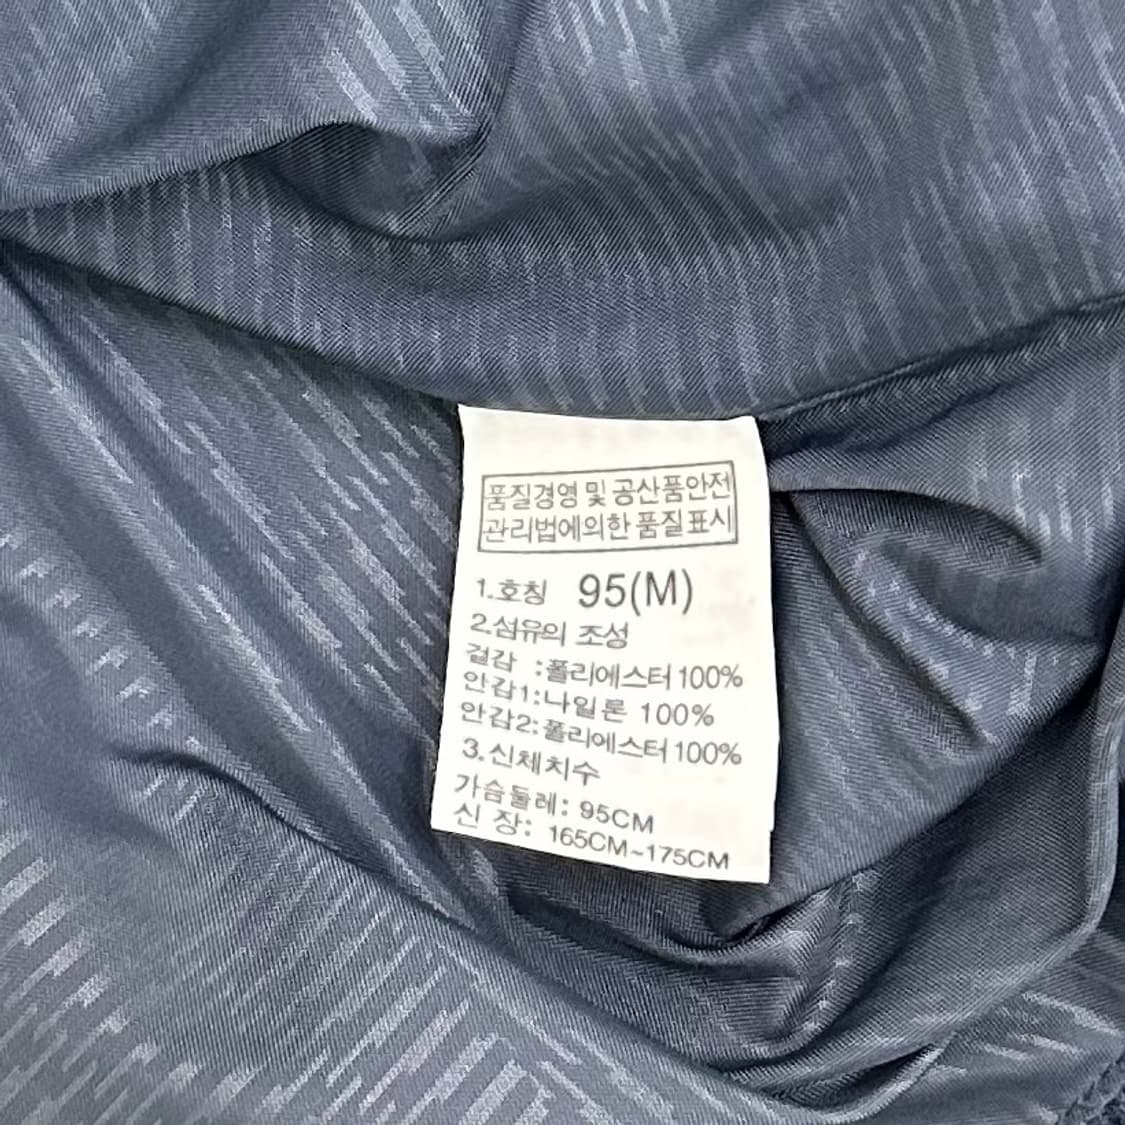 품질경영 및 공산품안전
관리법에의한 품질표시
1.호칭 95(M)
2.섬유의 조성
겉감 :폴리에스터 100%
안감1:나일론 100%
안감2:폴리에스터 100%
3.신체치수
가슴둘레: 95CM
신 장: 165CM~175CM